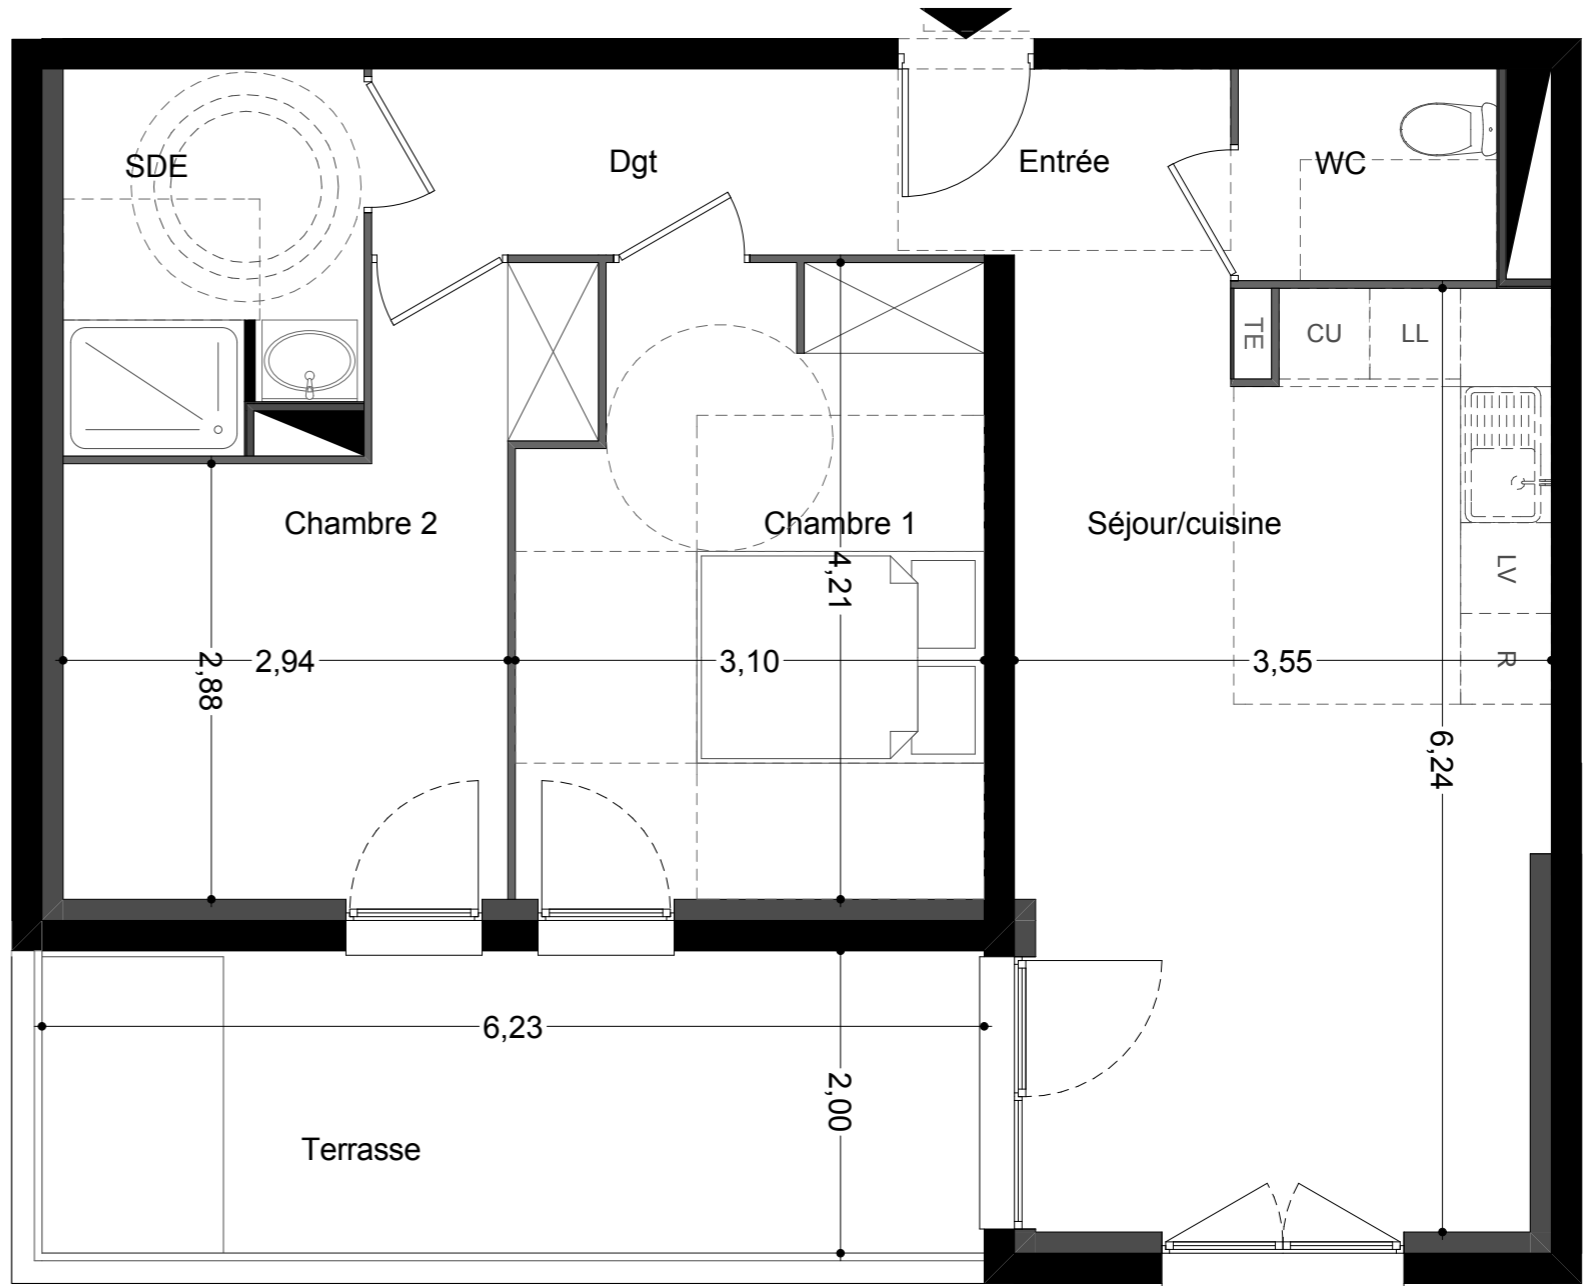 SDE
Dgt
Entrée
WC
TE
CU
LL
Chambre 2
Chambre 1
Séjour/cuisine
4,21
LV
2,88
2,94
3,10
3,55
R
6,24
6,23
2,00
Terrasse